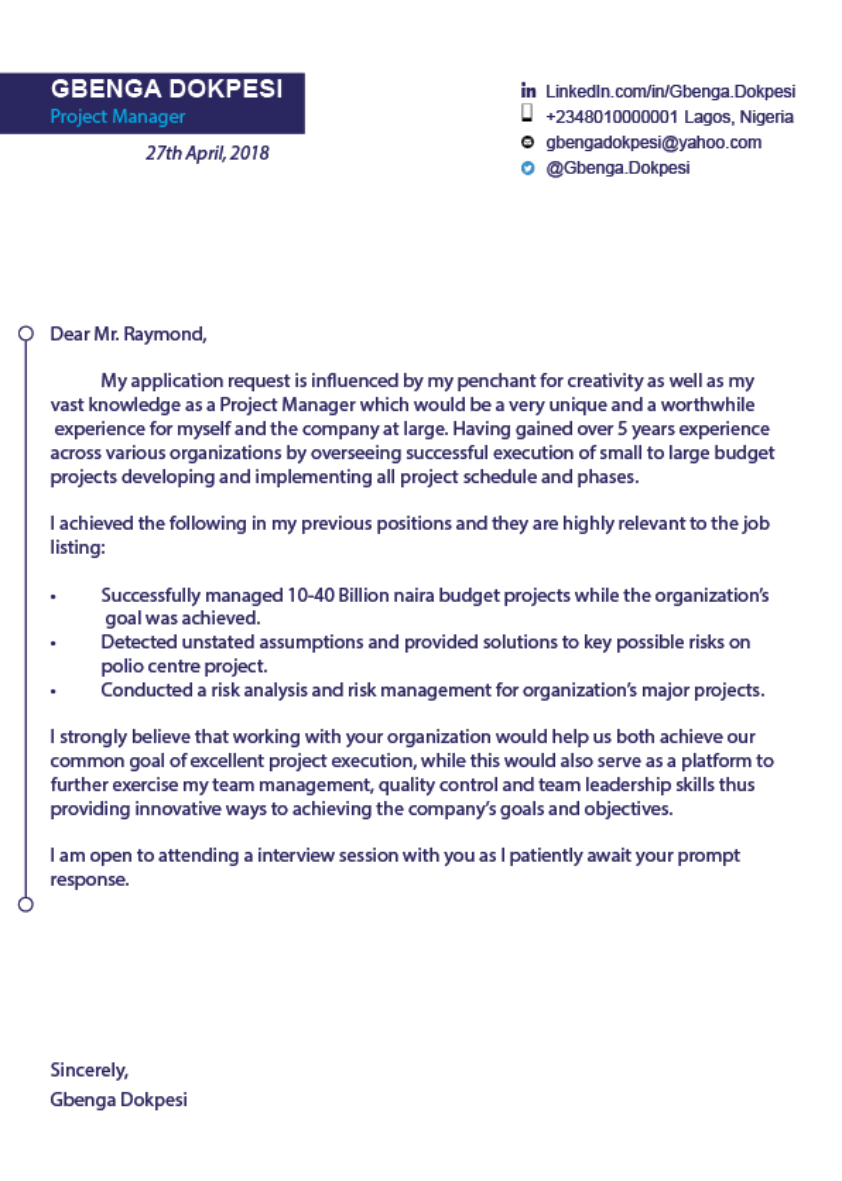 GBENGA DOKPESI
Project Manager
27th April, 2018
in LinkedIn.com/in/Gbenga.Dokpesi
+2348010000001 Lagos, Nigeria
gbengadokpesi@yahoo.com
@Gbenga.Dokpesi
Dear Mr. Raymond,
My application request is influenced by my penchant for creativity as well as my
vast knowledge as a Project Manager which would be a very unique and a worthwhile
experience for myself and the company at large. Having gained over 5 years experience
across various organizations by overseeing successful execution of small to large budget
projects developing and implementing all project schedule and phases.
I achieved the following in my previous positions and they are highly relevant to the job
listing:
• Successfully managed 10-40 Billion naira budget projects while the organization’s
goal was achieved.
• Detected unstated assumptions and provided solutions to key possible risks on
polio centre project.
• Conducted a risk analysis and risk management for organization’s major projects.
I strongly believe that working with your organization would help us both achieve our
common goal of excellent project execution, while this would also serve as a platform to
further exercise my team management, quality control and team leadership skills thus
providing innovative ways to achieving the company’s goals and objectives.
I am open to attending a interview session with you as I patiently await your prompt
response.
Sincerely,
Gbenga Dokpesi